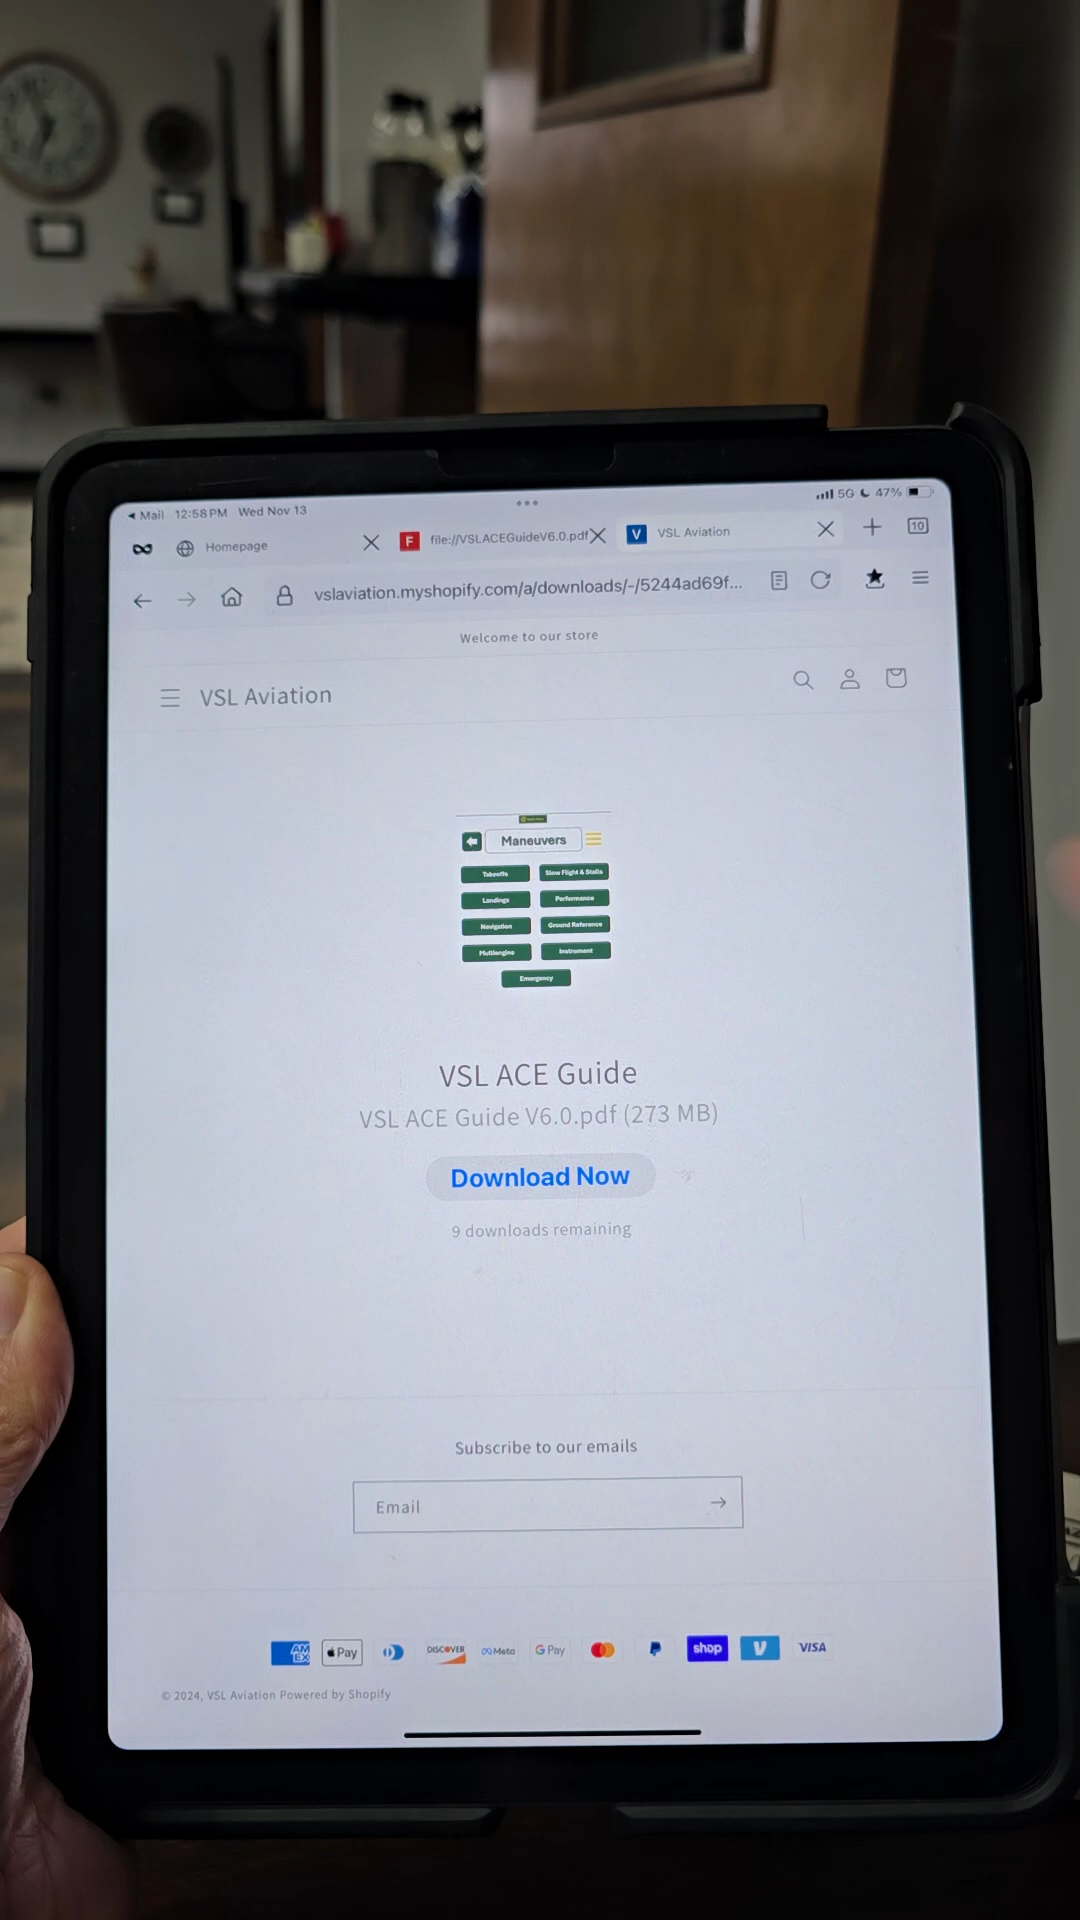 ◄ Mail 12:58 PM Wed Nov 13
5G 47%
Homepage
F file://VSLACEGuideV6.0.pdf
V VSL Aviation
10
vslaviation.myshopify.com/a/downloads/-/5244ad69f...
Welcome to our store
VSL Aviation
Maneuvers
Takeoffs Slow Flight & Stalls
Landings Performance
Navigation Ground Reference
Multiengine Instrument
Emergency
VSL ACE Guide
VSL ACE Guide V6.0.pdf (273 MB)
Download Now
9 downloads remaining
Subscribe to our emails
Email
AM EX Pay DISCOVER Meta G Pay shop V VISA
© 2024, VSL Aviation Powered by Shopify